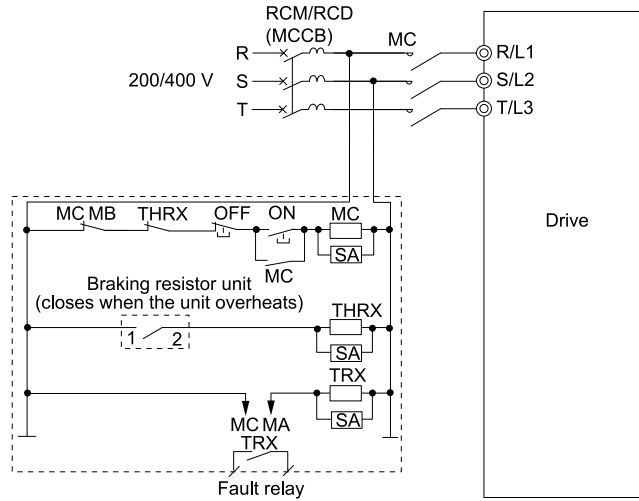 RCM/RCD
(MCCB)
MC
R
R/L1
200/400 V
S
S/L2
T
T/L3
Drive
MC MB
THRX
OFF
ON
MC
SA
MC
Braking resistor unit
(closes when the unit overheats)
THRX
1
2
SA
TRX
MC MA
SA
TRX
Fault relay